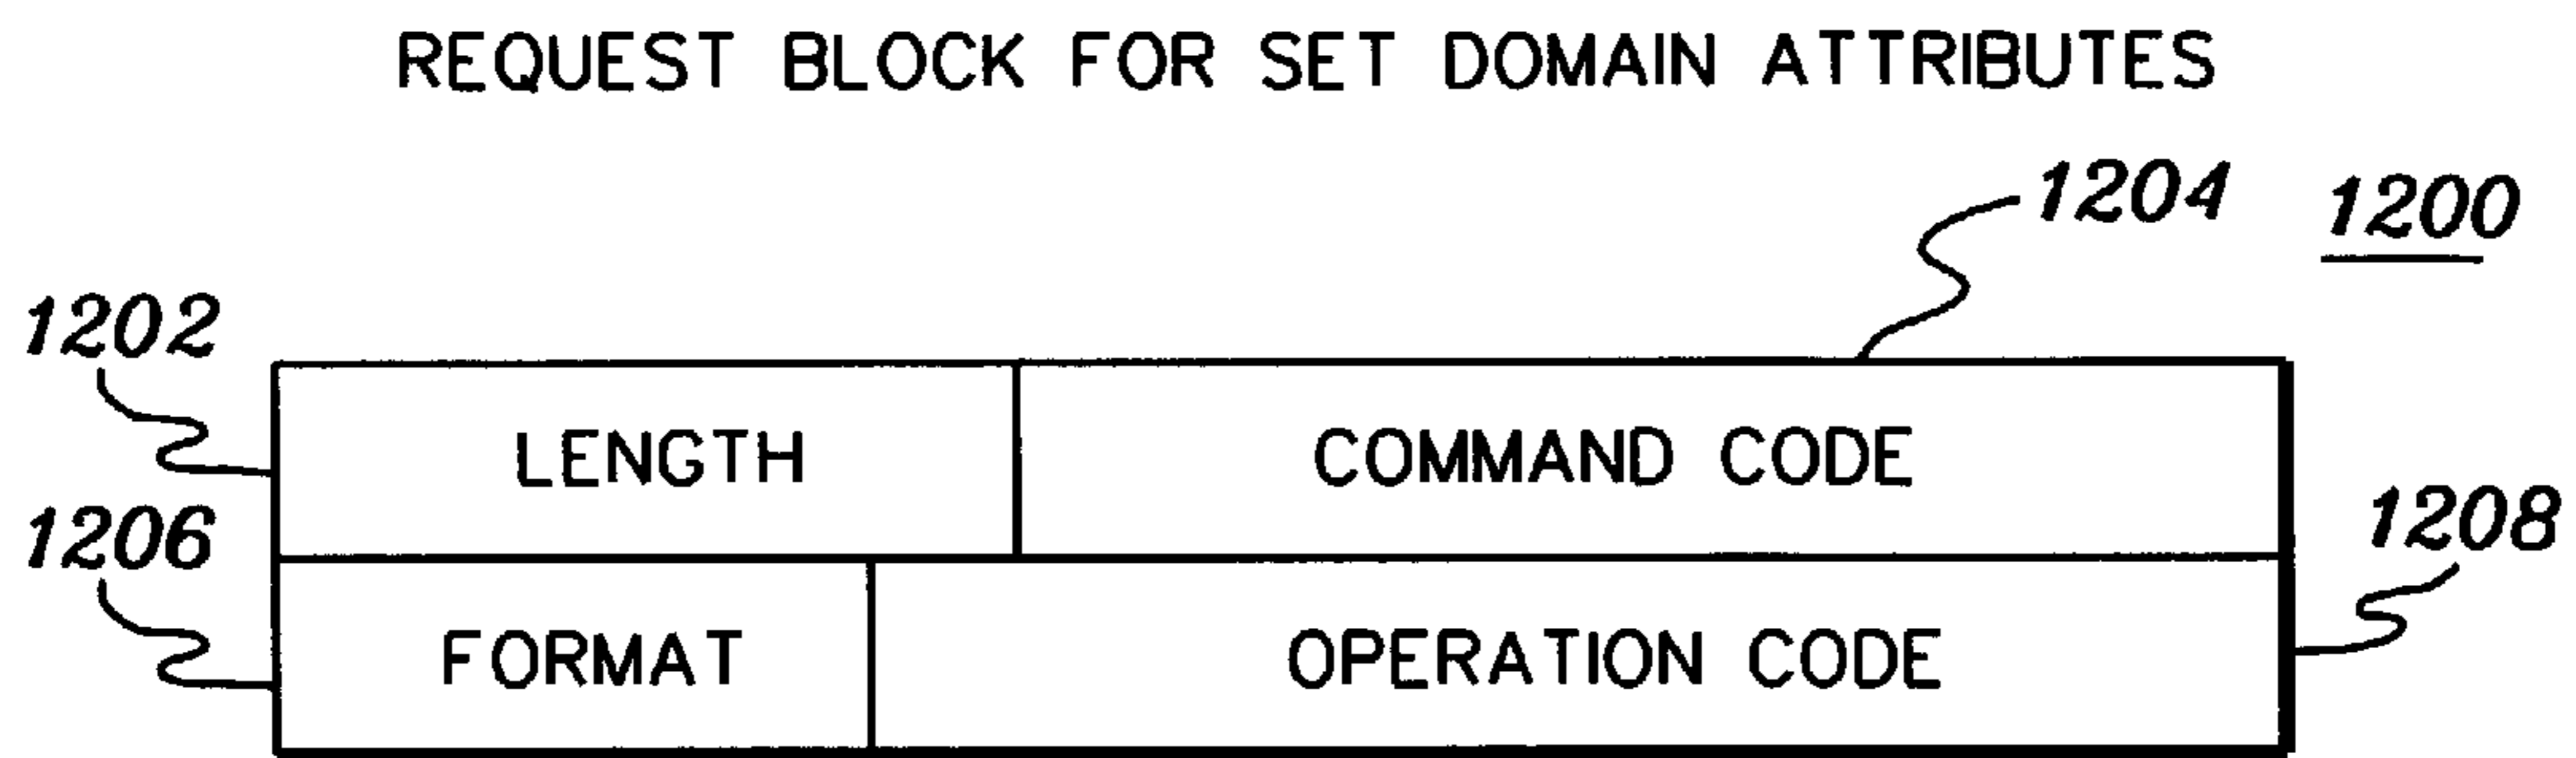 REQUEST BLOCK FOR SET DOMAIN ATTRIBUTES
1204
1200
1202
LENGTH COMMAND CODE
1206
1208
FORMAT OPERATION CODE